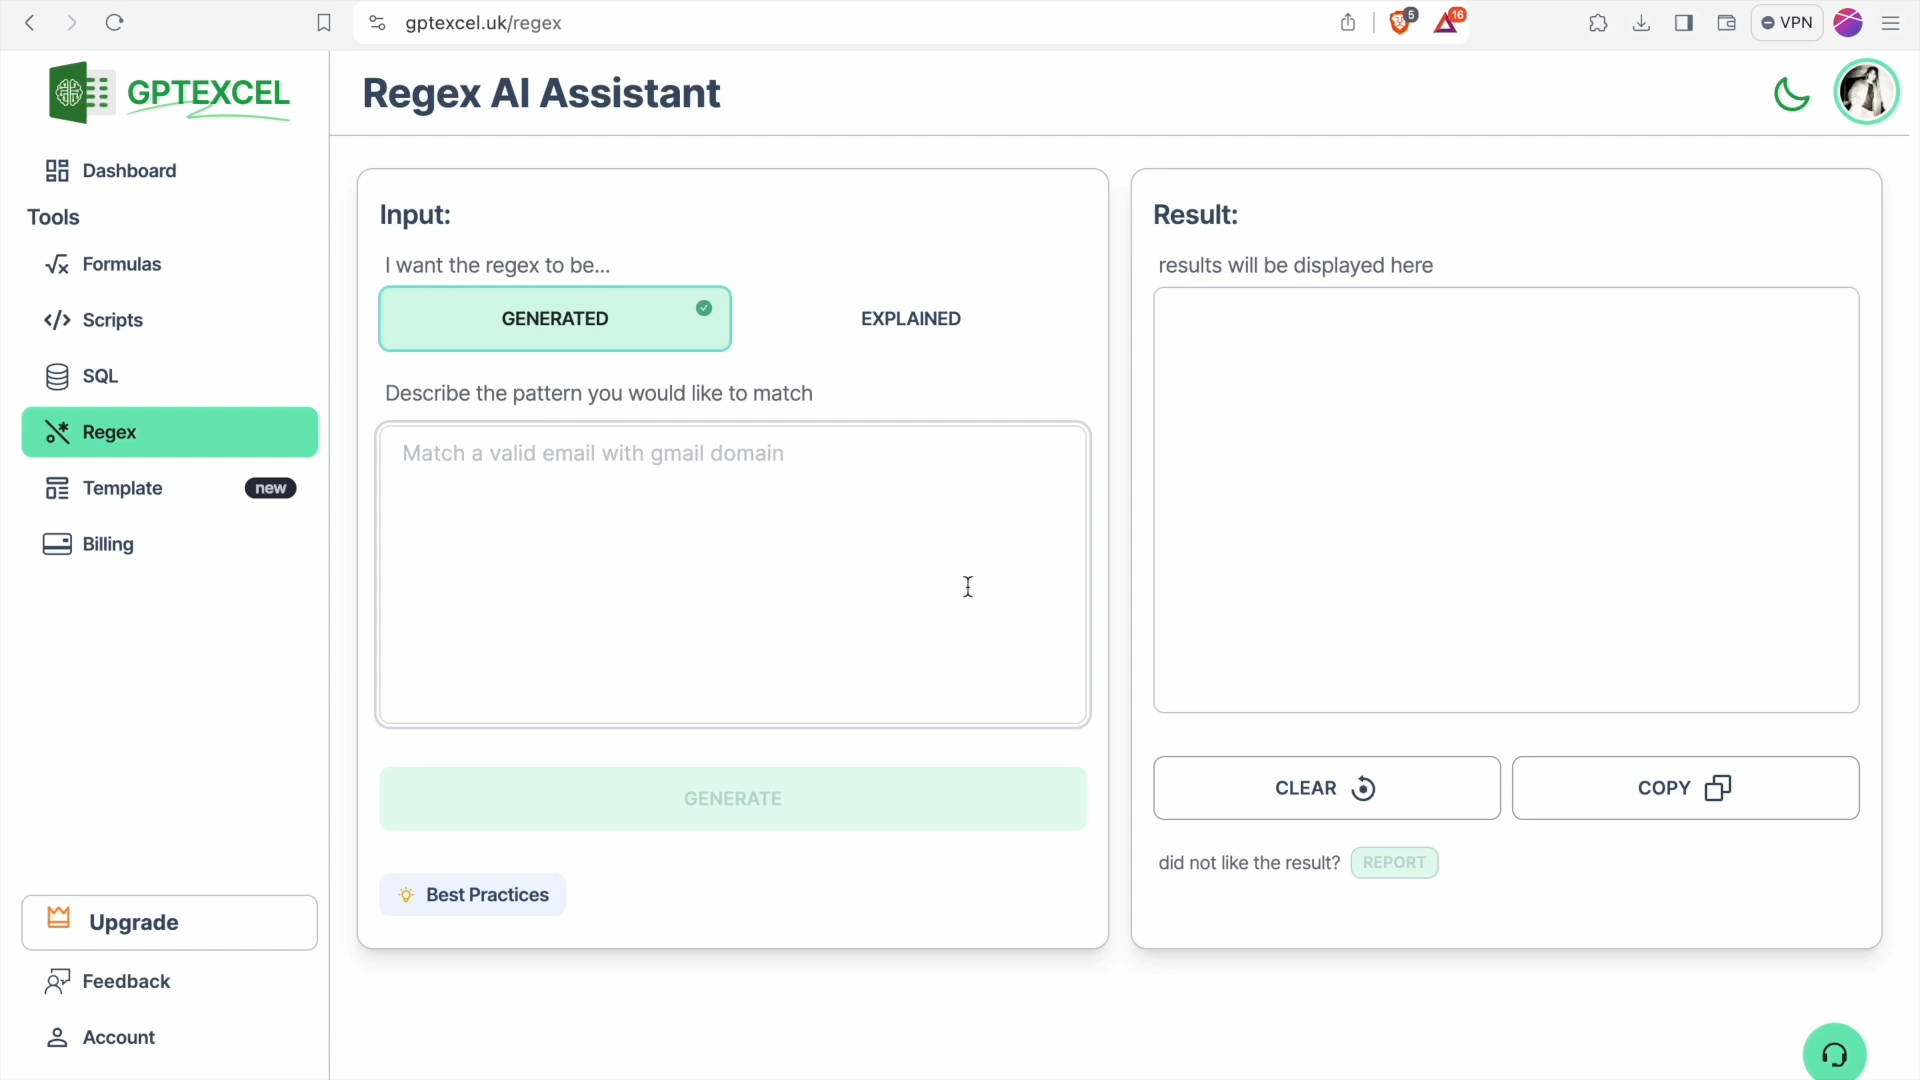 gptexcel.uk/regex
5
16
VPN
GPTEXCEL
Regex AI Assistant
Dashboard
Tools
Formulas
Scripts
SQL
Regex
Template
new
Billing
Upgrade
Feedback
Account
Input:
I want the regex to be...
GENERATED
EXPLAINED
Describe the pattern you would like to match
Match a valid email with gmail domain
GENERATE
Best Practices
Result:
results will be displayed here
CLEAR
COPY
did not like the result?
REPORT